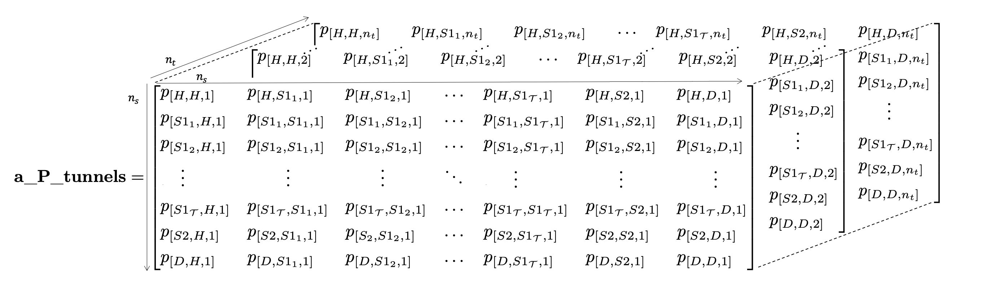 p[H,H,n_t] p[H,S1_1,n_t] p[H,S1_2,n_t] ⋯ p[H,S1_𝒯,n_t] p[H,S2,n_t] p[H,D,n_t]
⋰ ⋰ ⋰ ⋰ ⋰ ⋰
n_t p[H,H,2] p[H,S1_1,2] p[H,S1_2,2] ⋯ p[H,S1_𝒯,2] p[H,S2,2] p[H,D,2] p[S1_1,D,n_t]
n_s p[S1_1,D,2] p[S1_2,D,n_t]
n_s p[H,H,1] p[H,S1_1,1] p[H,S1_2,1] ⋯ p[H,S1_𝒯,1] p[H,S2,1] p[H,D,1]
p[S1_1,H,1] p[S1_1,S1_1,1] p[S1_1,S1_2,1] ⋯ p[S1_1,S1_𝒯,1] p[S1_1,S2,1] p[S1_1,D,1] p[S1_2,D,2] ⋮
p[S1_2,H,1] p[S1_2,S1_1,1] p[S1_2,S1_2,1] ⋯ p[S1_2,S1_𝒯,1] p[S1_2,S2,1] p[S1_2,D,1] ⋮ p[S1_𝒯,D,n_t]
a_P_tunnels = ⋮ ⋮ ⋮ ⋱ ⋮ ⋮ ⋮ p[S1_𝒯,D,2] p[S2,D,n_t]
p[S1_𝒯,H,1] p[S1_𝒯,S1_1,1] p[S1_𝒯,S1_2,1] ⋯ p[S1_𝒯,S1_𝒯,1] p[S1_𝒯,S2,1] p[S1_𝒯,D,1] p[S2,D,2] p[D,D,n_t]
p[S2,H,1] p[S2,S1_1,1] p[S_2,S1_2,1] ⋯ p[S2,S1_𝒯,1] p[S2,S2,1] p[S2,D,1] p[D,D,2]
p[D,H,1] p[D,S1_1,1] p[D,S1_2,1] ⋯ p[D,S1_𝒯,1] p[D,S2,1] p[D,D,1]